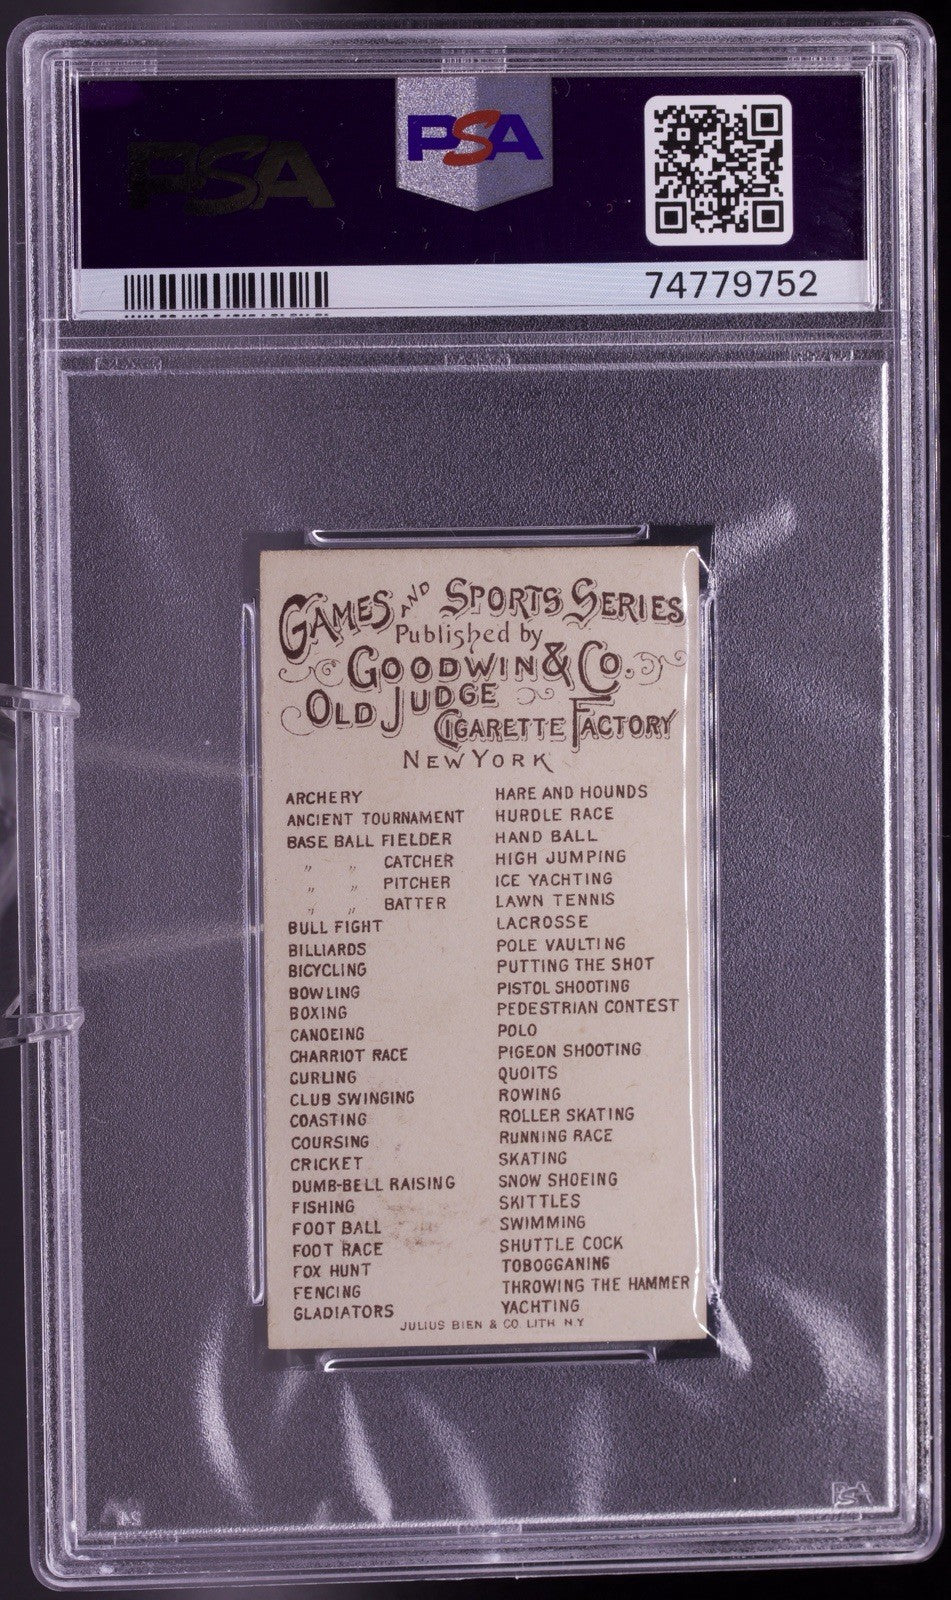 PSA
PSA
74779752
GAMES AND SPORTS SERIES
Published by
GOODWIN & CO.
OLD JUDGE
CIGARETTE FACTORY
NEW YORK
ARCHERY
ANCIENT TOURNAMENT
BASE BALL FIELDER
" " CATCHER
" " PITCHER
" " BATTER
BULL FIGHT
BILLIARDS
BICYCLING
BOWLING
BOXING
CANOEING
CHARRIOT RACE
CURLING
CLUB SWINGING
COASTING
COURSING
CRICKET
DUMB-BELL RAISING
FISHING
FOOT BALL
FOOT RACE
FOX HUNT
FENCING
GLADIATORS
HARE AND HOUNDS
HURDLE RACE
HAND BALL
HIGH JUMPING
ICE YACHTING
LAWN TENNIS
LACROSSE
POLE VAULTING
PUTTING THE SHOT
PISTOL SHOOTING
PEDESTRIAN CONTEST
POLO
PIGEON SHOOTING
QUOITS
ROWING
ROLLER SKATING
RUNNING RACE
SKATING
SNOW SHOEING
SKITTLES
SWIMMING
SHUTTLE COCK
TOBOGGANING
THROWING THE HAMMER
YACHTING
JULIUS BIEN & CO. LITH N Y
PSA